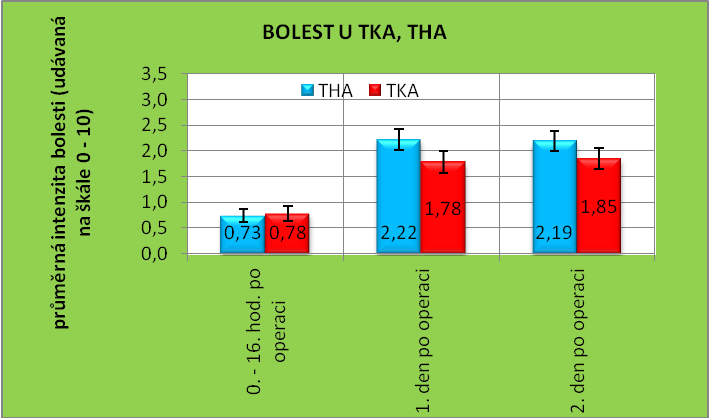 BOLEST U TKA, THA
průměrná intenzita bolesti (udávaná
na škále 0 - 10)
3,5
3,0
2,5
2,0
1,5
1,0
0,5
0,0
THA TKA
0,73 0,78
2,22 1,78
2,19 1,85
0. - 16. hod. po
operaci
1. den po operaci
2. den po operaci